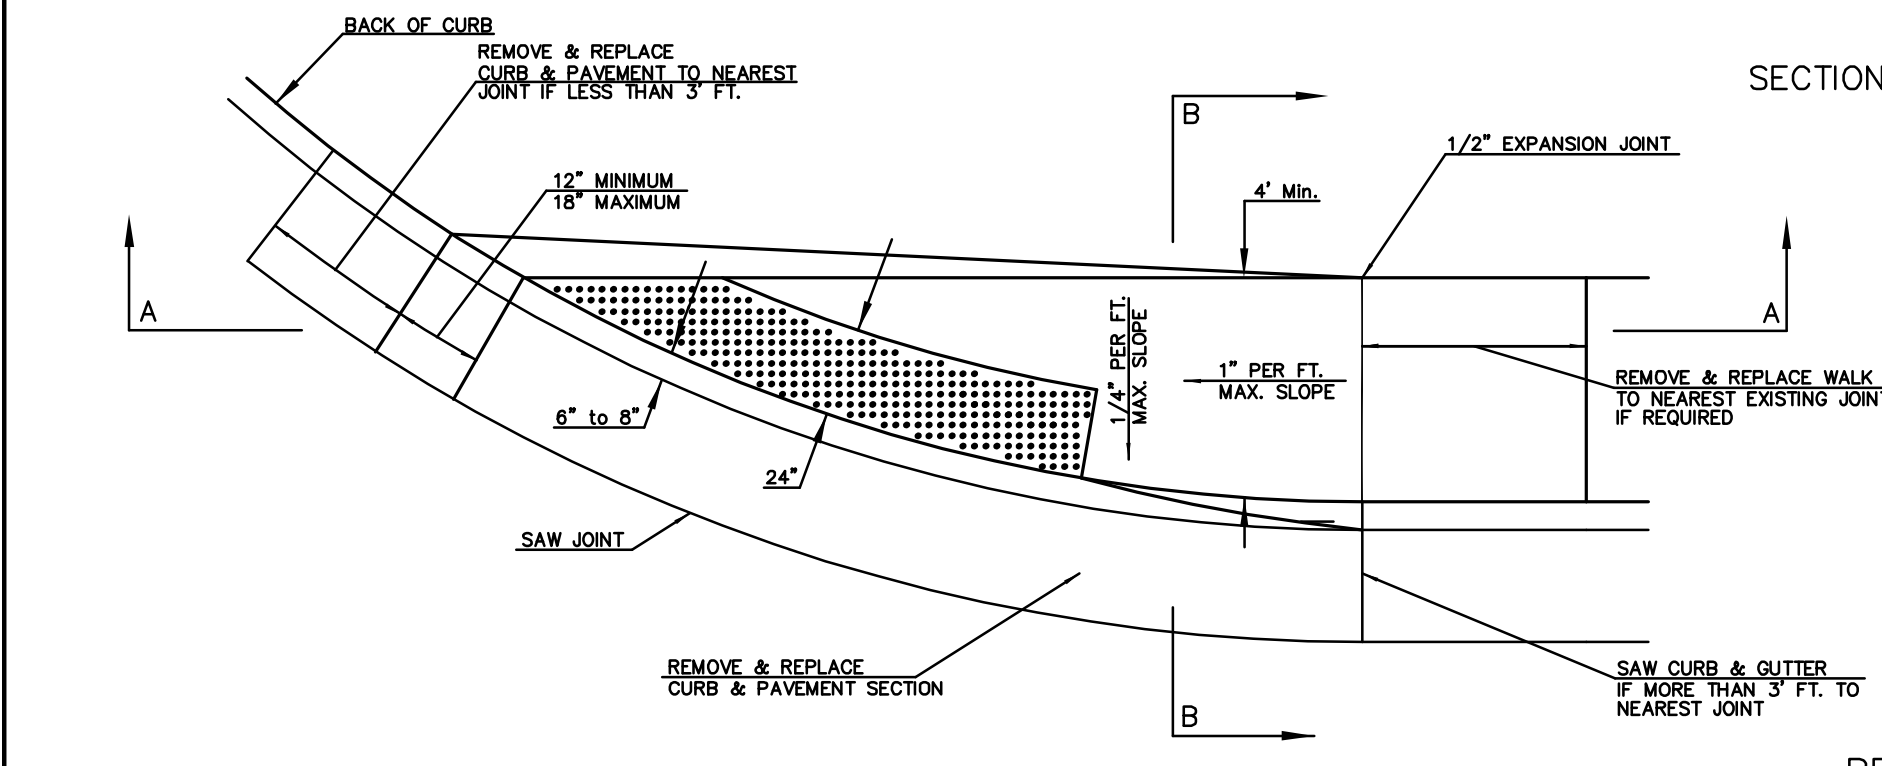 BACK OF CURB
REMOVE & REPLACE
CURB & PAVEMENT TO NEAREST
JOINT IF LESS THAN 3' FT.
SECTION
B
1/2" EXPANSION JOINT
12" MINIMUM
18" MAXIMUM
4' Min.
A
A
1/4" PER FT.
MAX. SLOPE
1" PER FT.
MAX. SLOPE
REMOVE & REPLACE WALK
TO NEAREST EXISTING JOINT
IF REQUIRED
6" to 8"
24"
SAW JOINT
REMOVE & REPLACE
CURB & PAVEMENT SECTION
SAW CURB & GUTTER
IF MORE THAN 3' FT. TO
NEAREST JOINT
B